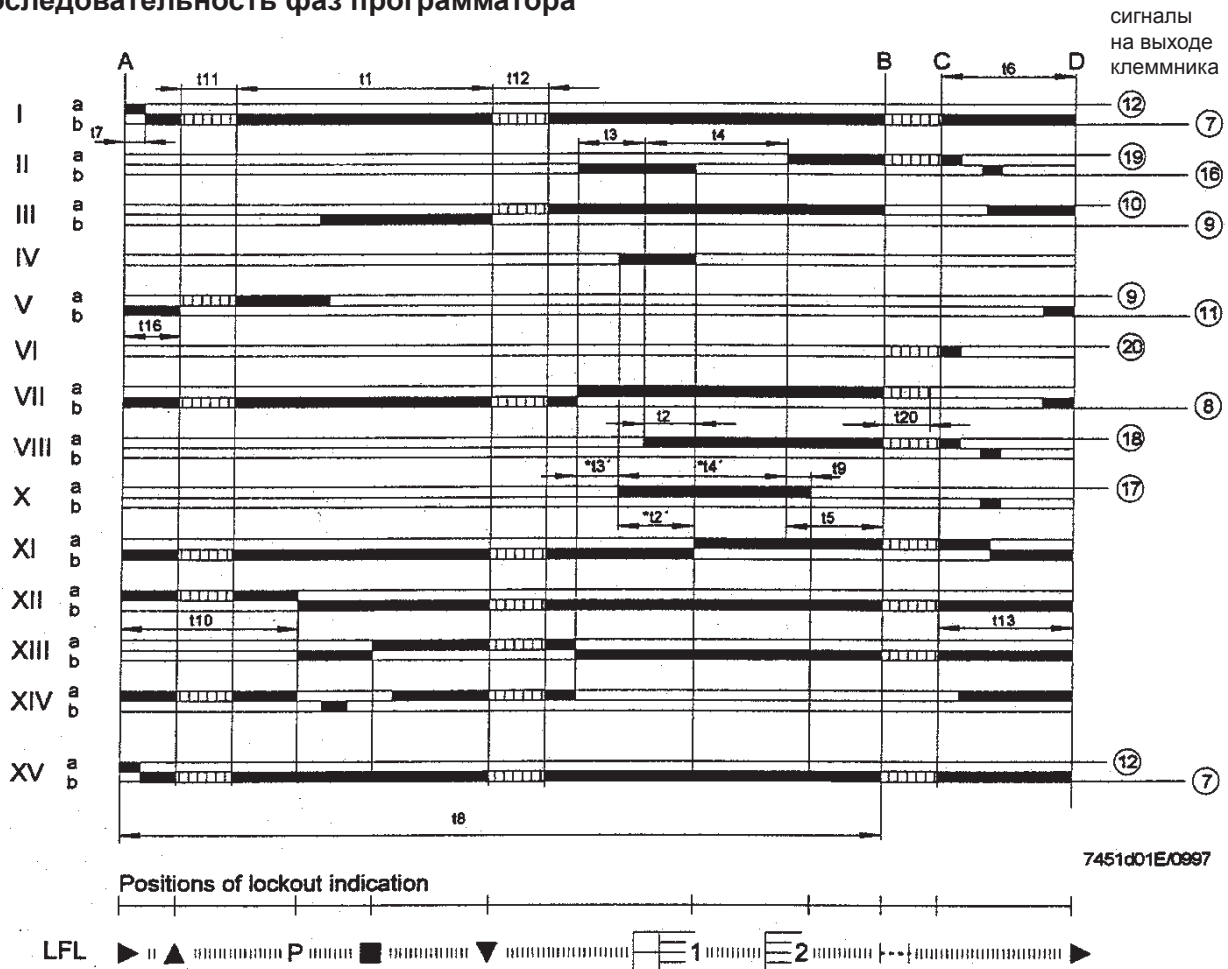 оследовательность фаз программатора
сигналы
на выходе
клеммника
A B C D
t11 t1 t12 t6
I a b 12 7
t7 t3 t4
II a b 19 16
III a b 10 9
IV
V a b 9 11
t16
VI 20
VII a b 8
t2 t20
VIII a b 18
*t3´ *t4´ t9
X a b 17
*t2´ t5
XI a b
XII a b
t10 t13
XIII a b
XIV a b
XV a b 12 7
t8
7451d01E/0997
Positions of lockout indication
LFL P 1 2